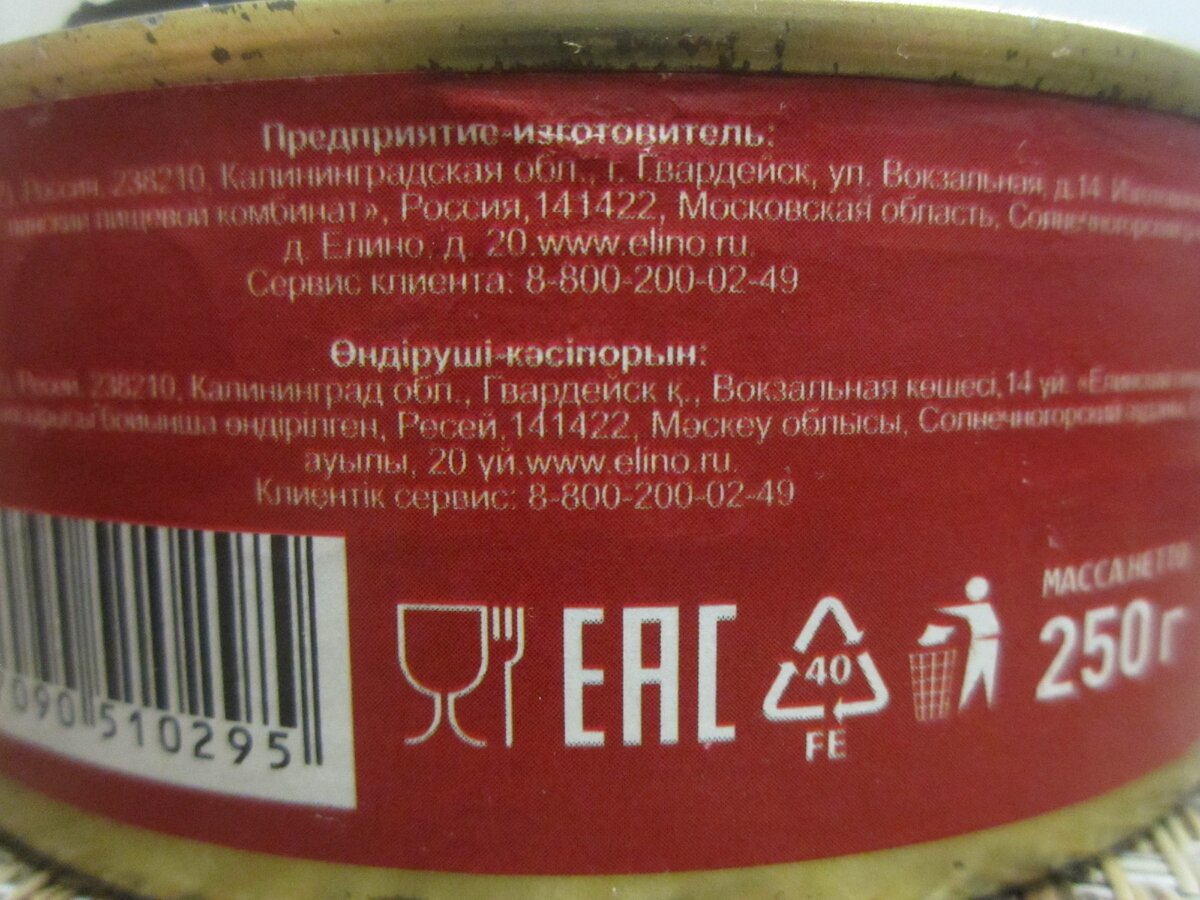 Предприятие-изготовитель:
Россия, 238210, Калининградская обл., г. Гвардейск, ул. Вокзальная, д.14.
пищевой комбинат», Россия, 141422, Московская область,
д. Елино, д. 20.www.elino.ru.
Сервис клиента: 8-800-200-02-49
Өндіруші-кәсіпорын:
Ресей, 238210, Калининград обл., Гвардейск қ., Вокзальная көшесі,14 үй.
бойынша өндірілген, Ресей,141422, Мәскеу облысы, Солнечногорский
ауылы, 20 үй.www.elino.ru.
Клиентік сервис: 8-800-200-02-49
090 510295
EAC
40
FE
МАССА НЕТТО
250г